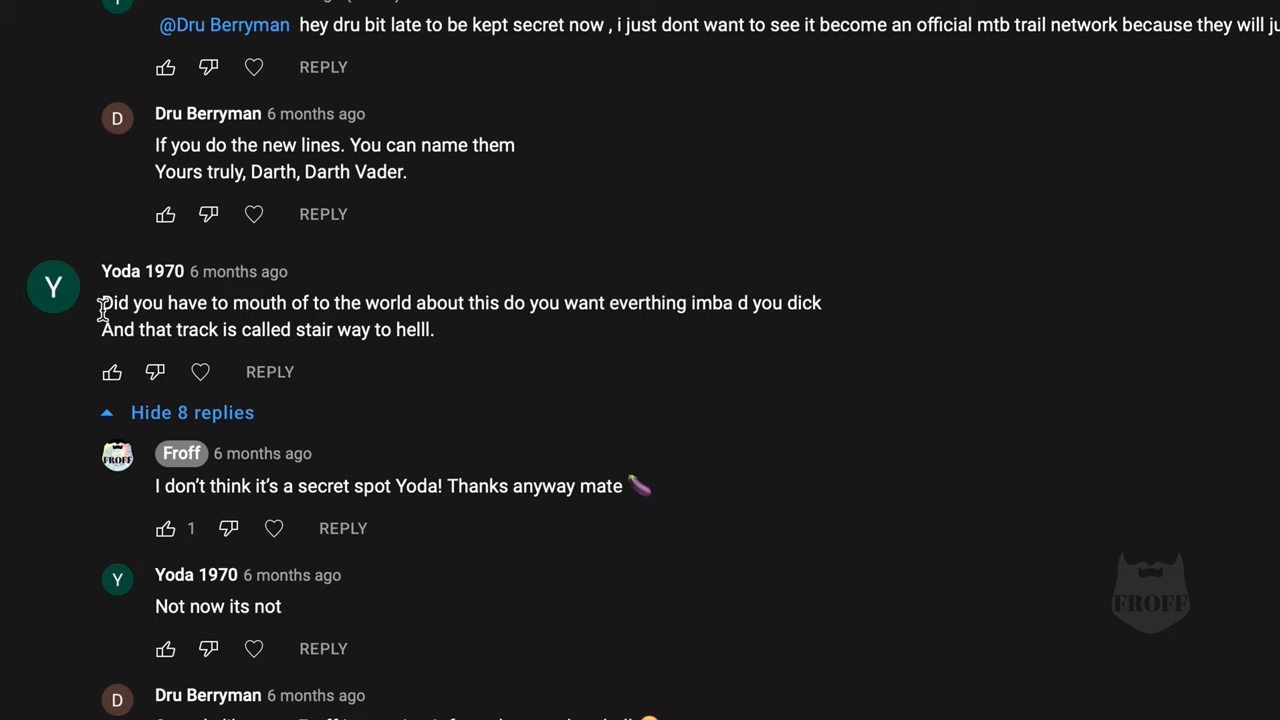 @Dru Berryman hey dru bit late to be kept secret now , i just dont want to see it become an official mtb trail network because they will ju
REPLY
D Dru Berryman 6 months ago
If you do the new lines. You can name them
Yours truly, Darth, Darth Vader.
REPLY
Y Yoda 1970 6 months ago
Did you have to mouth of to the world about this do you want everthing imba d you dick
And that track is called stair way to helll.
REPLY
Hide 8 replies
FROFF Froff 6 months ago
I don’t think it’s a secret spot Yoda! Thanks anyway mate 🍆
1 REPLY
Y Yoda 1970 6 months ago
Not now its not
FROFF
REPLY
D Dru Berryman 6 months ago